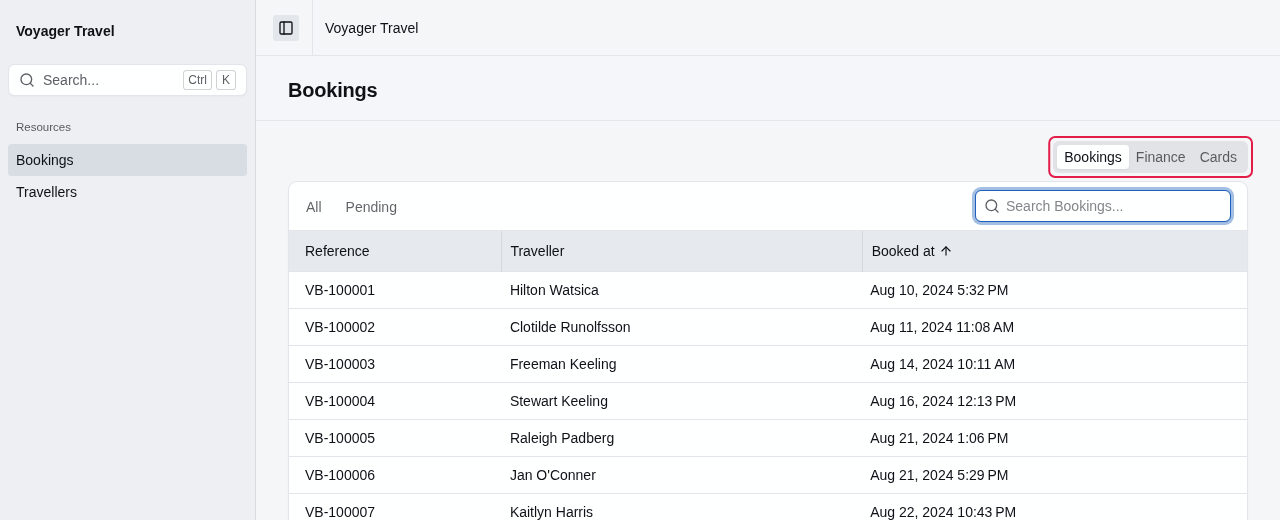 Voyager Travel
Search... Ctrl K
Resources
Bookings
Travellers
Voyager Travel
Bookings
Bookings Finance Cards
All Pending Search Bookings...
Reference Traveller Booked at
VB-100001 Hilton Watsica Aug 10, 2024 5:32 PM
VB-100002 Clotilde Runolfsson Aug 11, 2024 11:08 AM
VB-100003 Freeman Keeling Aug 14, 2024 10:11 AM
VB-100004 Stewart Keeling Aug 16, 2024 12:13 PM
VB-100005 Raleigh Padberg Aug 21, 2024 1:06 PM
VB-100006 Jan O'Conner Aug 21, 2024 5:29 PM
VB-100007 Kaitlyn Harris Aug 22, 2024 10:43 PM